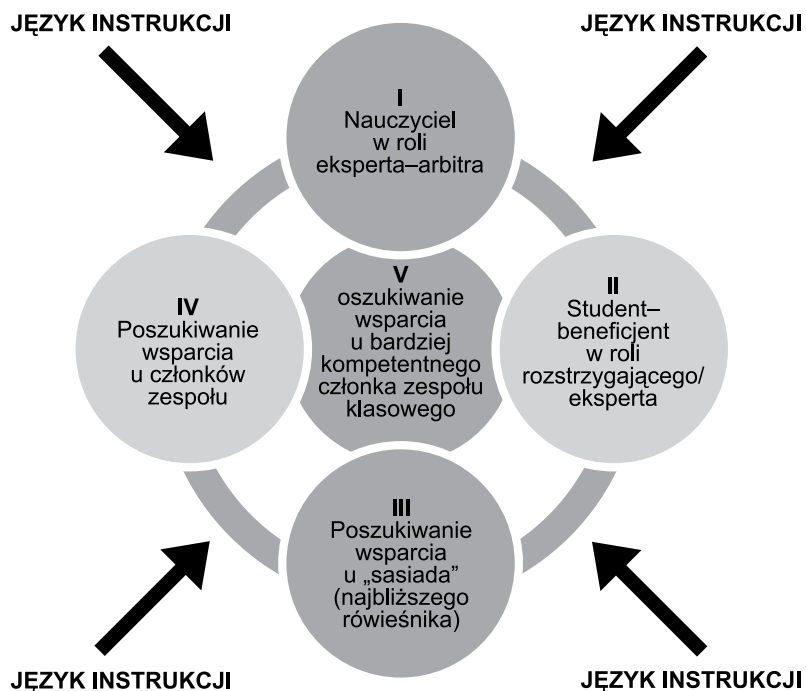 JĘZYK INSTRUKCJI
JĘZYK INSTRUKCJI
I
Nauczyciel
w roli
eksperta–arbitra
IV
Poszukiwanie
wsparcia
u członków
zespołu
V
oszukiwanie
wsparcia
u bardziej
kompetentnego
członka zespołu
klasowego
II
Student–
beneficjent
w roli
rozstrzygającego/
eksperta
III
Poszukiwanie
wsparcia
u „sasiada”
(najbliższego
rówieśnika)
JĘZYK INSTRUKCJI
JĘZYK INSTRUKCJI